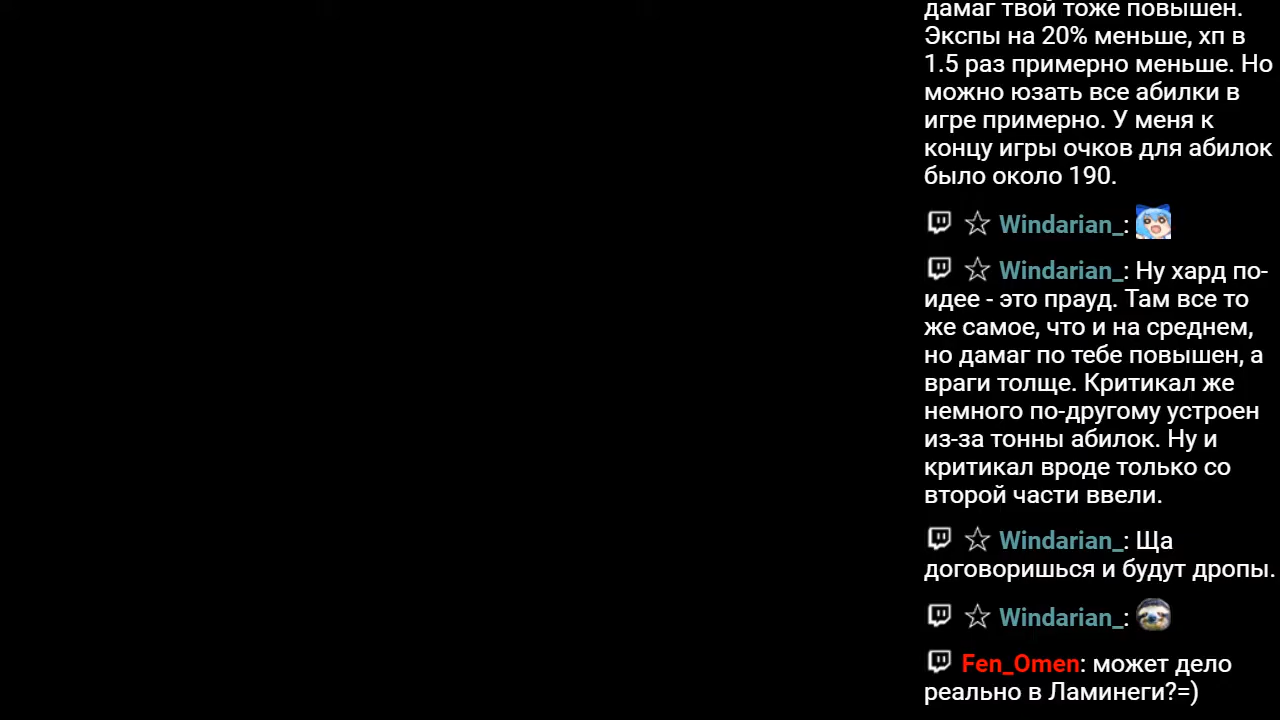 дамаг твой тоже повышен.
Экспы на 20% меньше, хп в
1.5 раз примерно меньше. Но
можно юзать все абилки в
игре примерно. У меня к
концу игры очков для абилок
было около 190.
Windarian_:
Windarian_: Ну хард по-
идее - это прауд. Там все то
же самое, что и на среднем,
но дамаг по тебе повышен, а
враги толще. Критикал же
немного по-другому устроен
из-за тонны абилок. Ну и
критикал вроде только со
второй части ввели.
Windarian_: Ща
договоришься и будут дропы.
Windarian_:
Fen_Omen: может дело
реально в Ламинеги?=)